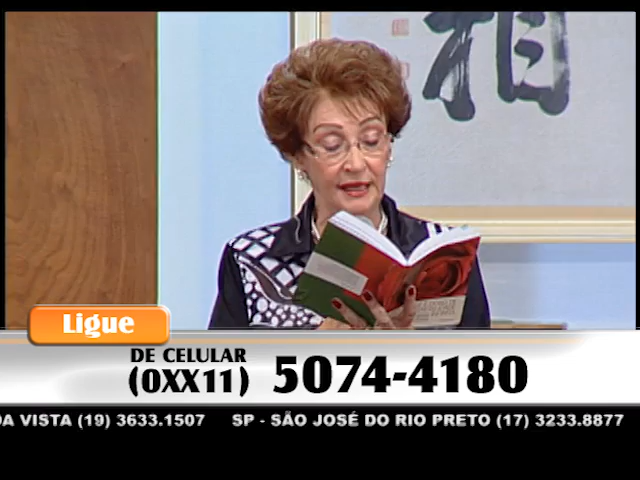 相
Ligue
DE CELULAR
(0XX11) 5074-4180
DA VISTA (19) 3633.1507 SP - SÃO JOSÉ DO RIO PRETO (17) 3233.8877